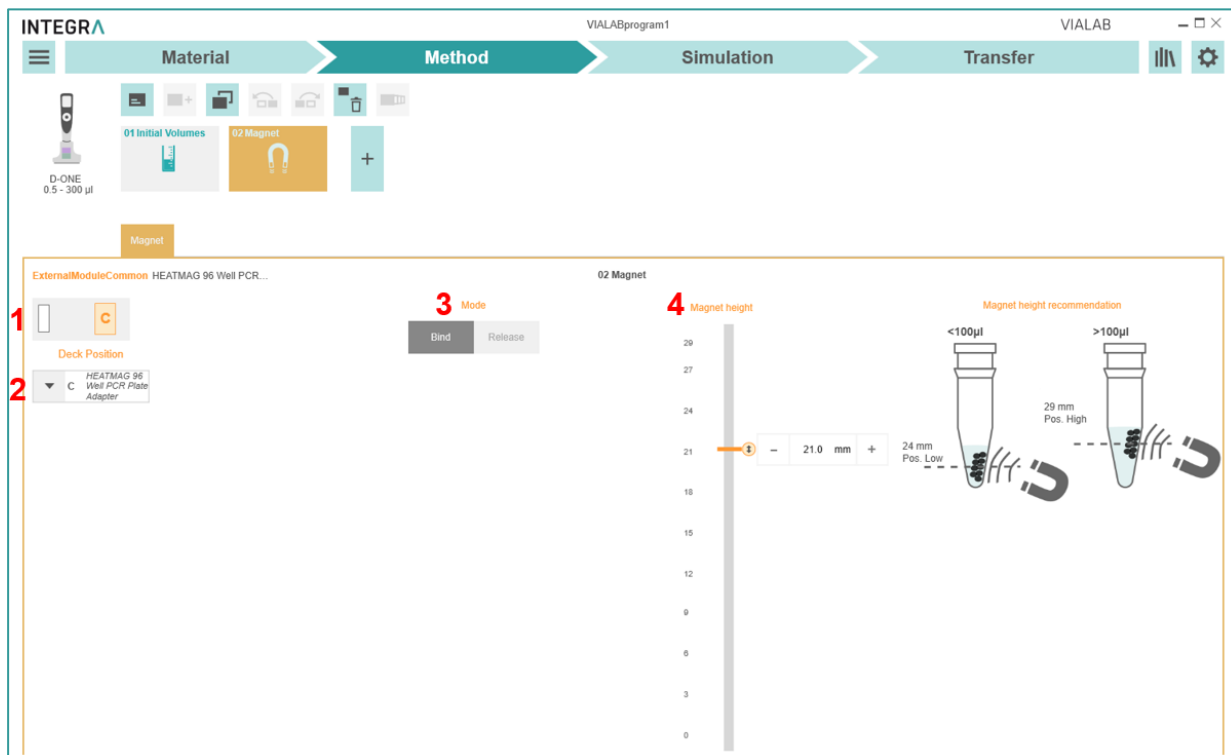 INTEGRA
VIALABprogram1
VIALAB
Material
Method
Simulation
Transfer
01 Initial Volumes
02 Magnet
+
D-ONE
0.5 - 300 µl
Magnet
ExternalModuleCommon HEATMAG 96 Well PCR...
02 Magnet
1
C
Deck Position
2
C
HEATMAG 96
Well PCR Plate
Adapter
3
Mode
Bind
Release
4
Magnet height
29
27
24
21
18
15
12
9
6
3
0
– 21.0 mm +
Magnet height recommendation
<100µl
>100µl
24 mm
Pos. Low
29 mm
Pos. High